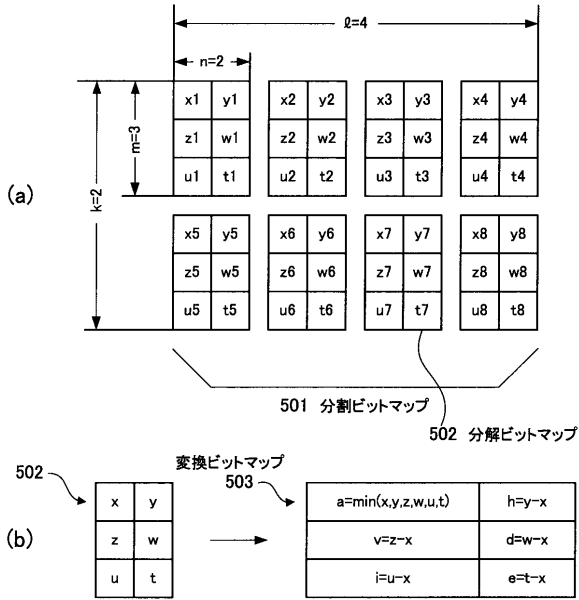 ℓ=4
n=2
m=3
k=2
(a)
x1 y1 x2 y2 x3 y3 x4 y4
z1 w1 z2 w2 z3 w3 z4 w4
u1 t1 u2 t2 u3 t3 u4 t4
x5 y5 x6 y6 x7 y7 x8 y8
z5 w5 z6 w6 z7 w7 z8 w8
u5 t5 u6 t6 u7 t7 u8 t8
501 分割ビットマップ
502 分解ビットマップ
(b)
502
変換ビットマップ
503
x y a=min(x,y,z,w,u,t) h=y-x
z w v=z-x d=w-x
u t i=u-x e=t-x